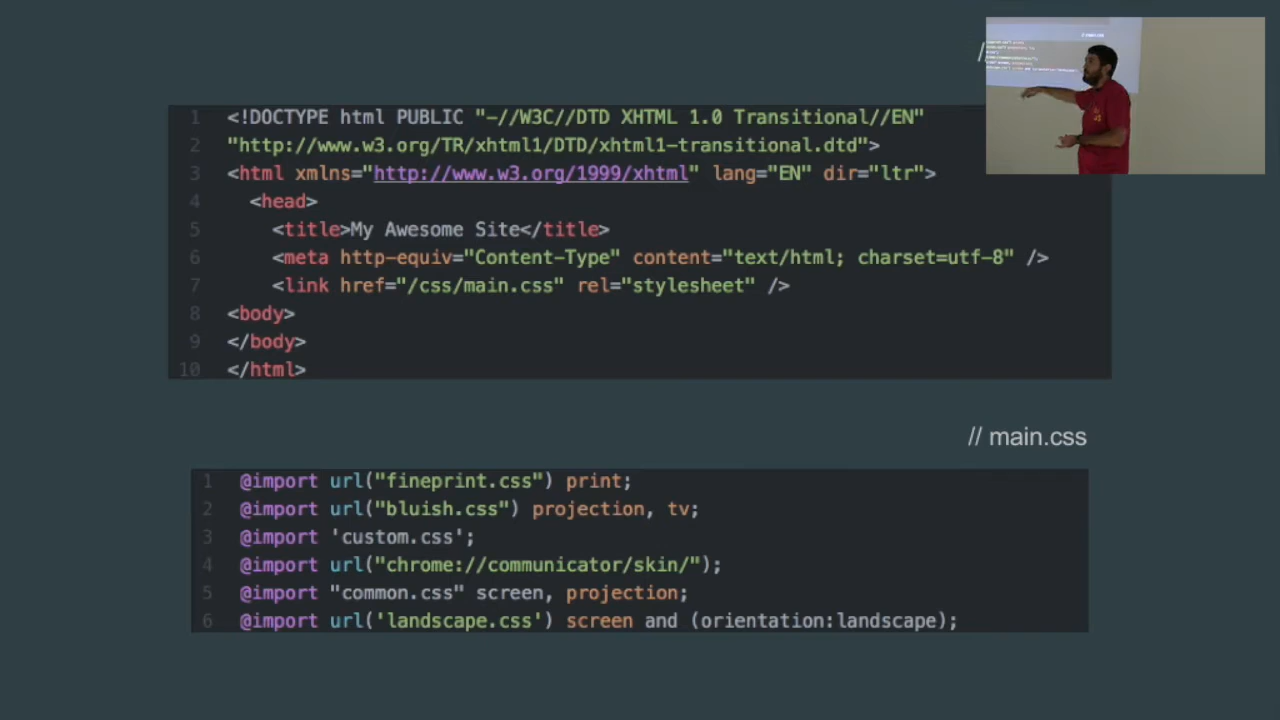 //
1 <!DOCTYPE html PUBLIC "-//W3C//DTD XHTML 1.0 Transitional//EN"
2 "http://www.w3.org/TR/xhtml1/DTD/xhtml1-transitional.dtd">
3 <html xmlns="http://www.w3.org/1999/xhtml" lang="EN" dir="ltr">
4 <head>
5 <title>My Awesome Site</title>
6 <meta http-equiv="Content-Type" content="text/html; charset=utf-8" />
7 <link href="/css/main.css" rel="stylesheet" />
8 <body>
9 </body>
10 </html>
// main.css
1 @import url("fineprint.css") print;
2 @import url("bluish.css") projection, tv;
3 @import 'custom.css';
4 @import url("chrome://communicator/skin/");
5 @import "common.css" screen, projection;
6 @import url('landscape.css') screen and (orientation:landscape);